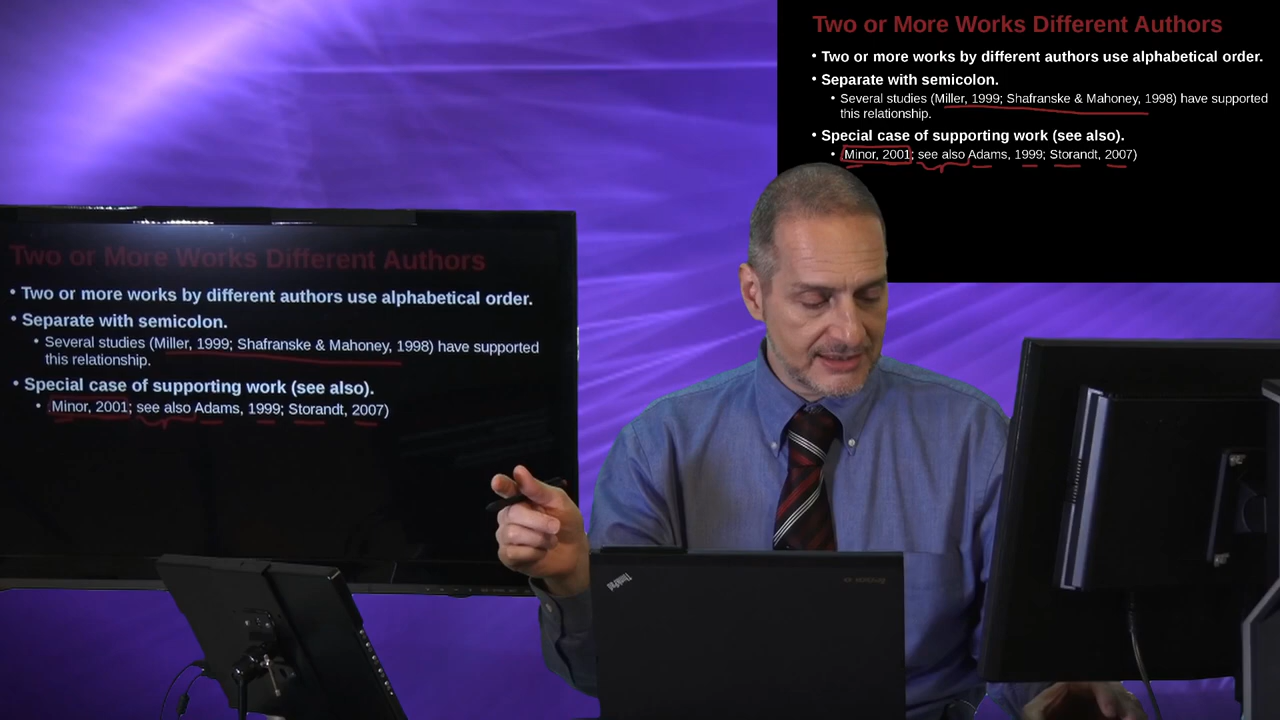 Two or More Works Different Authors
• Two or more works by different authors use alphabetical order.
• Separate with semicolon.
• Several studies (Miller, 1999; Shafranske & Mahoney, 1998) have supported
this relationship.
• Special case of supporting work (see also).
• Minor, 2001; see also Adams, 1999; Storandt, 2007)
Two or More Works Different Authors
• Two or more works by different authors use alphabetical order.
• Separate with semicolon.
• Several studies (Miller, 1999; Shafranske & Mahoney, 1998) have supported
this relationship.
• Special case of supporting work (see also).
• Minor, 2001; see also Adams, 1999; Storandt, 2007)
ThinkPad